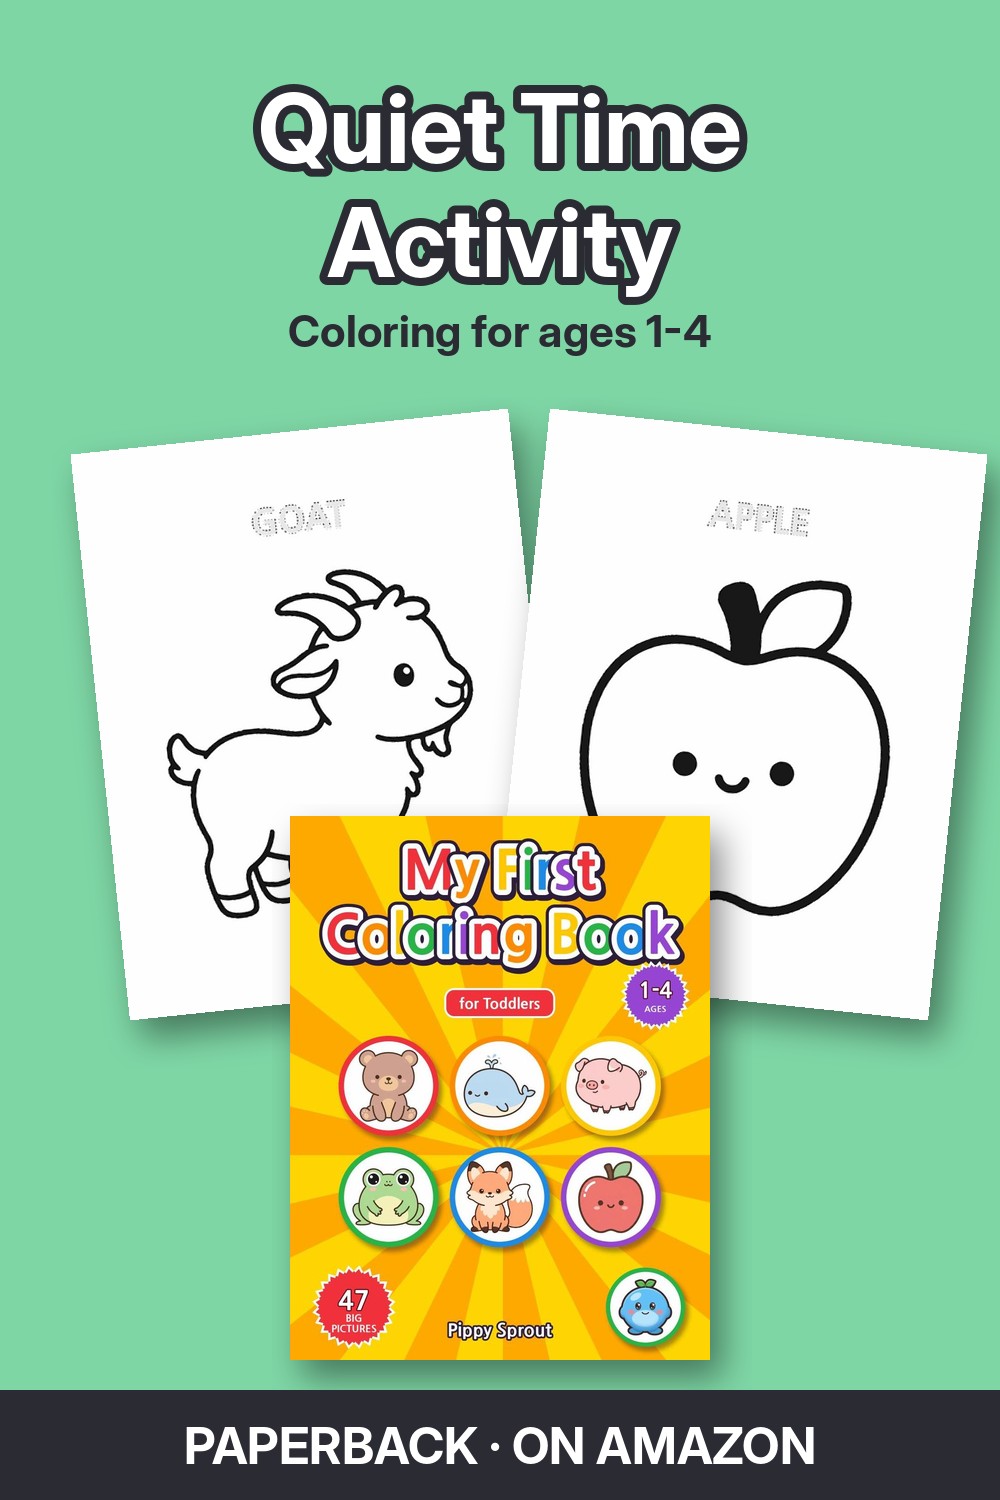 Quiet Time
Activity
Coloring for ages 1-4
GOAT
APPLE
My First
Coloring Book
for Toddlers
1-4
AGES
47
BIG
PICTURES
Pippy Sprout
PAPERBACK · ON AMAZON